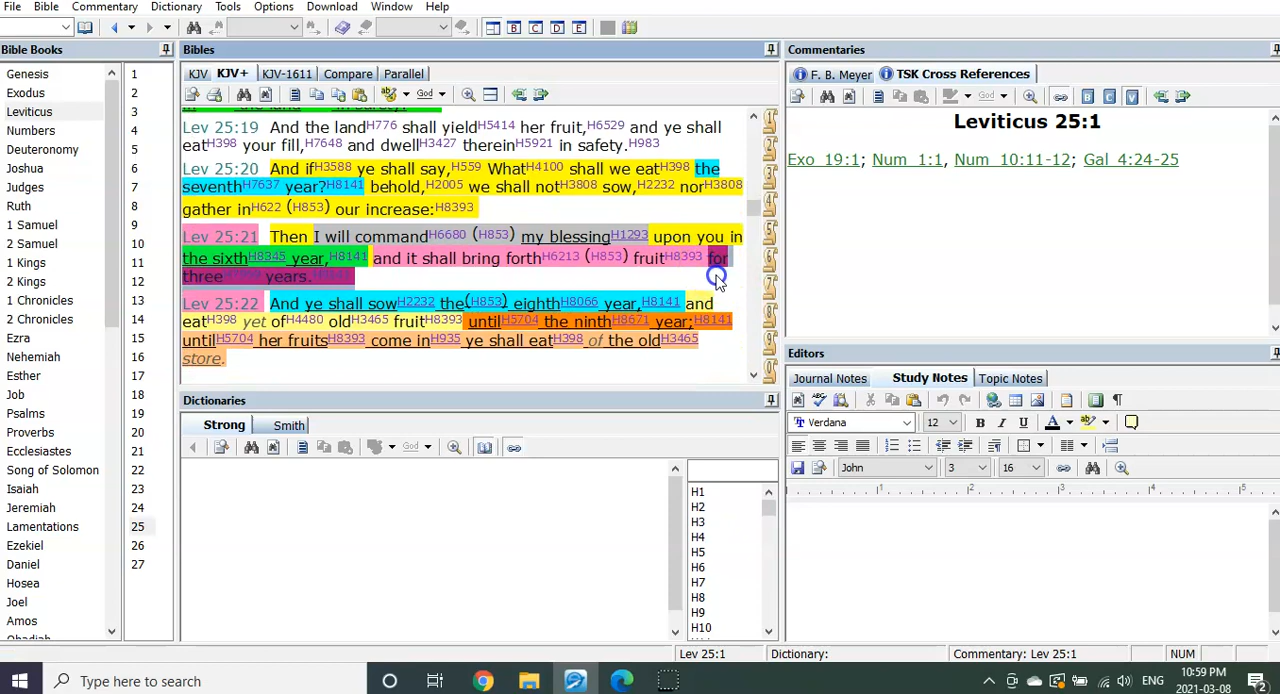 File Bible Commentary Dictionary Tools Options Download Window Help
Bible Books
Bibles
Commentaries
Genesis
Exodus
Leviticus
Numbers
Deuteronomy
Joshua
Judges
Ruth
1 Samuel
2 Samuel
1 Kings
2 Kings
1 Chronicles
2 Chronicles
Ezra
Nehemiah
Esther
Job
Psalms
Proverbs
Ecclesiastes
Song of Solomon
Isaiah
Jeremiah
Lamentations
Ezekiel
Daniel
Hosea
Joel
Amos
1
2
3
4
5
6
7
8
9
10
11
12
13
14
15
16
17
18
19
20
21
22
23
24
25
26
27
KJV KJV+ KJV-1611 Compare Parallel
God
Lev 25:19 And the landH776 shall yieldH5414 her fruit,H6529 and ye shall
eatH398 your fill,H7648 and dwellH3427 thereinH5921 in safety.H983
Lev 25:20 And ifH3588 ye shall say,H559 WhatH4100 shall we eatH398 the
seventhH7637 year?H8141 behold,H2005 we shall notH3808 sow,H2232 norH3808
gather inH622 (H853) our increase:H8393
Lev 25:21 Then I will commandH6680 (H853) my blessingH1293 upon you in
the sixthH8345 year,H8141 and it shall bring forthH6213 (H853) fruitH8393 for
three years.
Lev 25:22 And ye shall sowH2232 the(H853) eighthH8066 year,H8141 and
eatH398 yet ofH4480 old fruitH8393 untilH5704 the ninthH8671 year;H8141
untilH5704 her fruitsH8393 come inH935 ye shall eatH398 of the oldH3465
store.
Dictionaries
Strong Smith
God
H1
H2
H3
H4
H5
H6
H7
H8
H9
H10
F. B. Meyer TSK Cross References
God B C V
Leviticus 25:1
Exo 19:1; Num 1:1, Num 10:11-12; Gal 4:24-25
Editors
Journal Notes Study Notes Topic Notes
Verdana 12 B I U A
John 3 16
1 2 3 4 5
Lev 25:1 Dictionary: Commentary: Lev 25:1 NUM
Type here to search
ENG
10:59 PM
2021-03-08
2